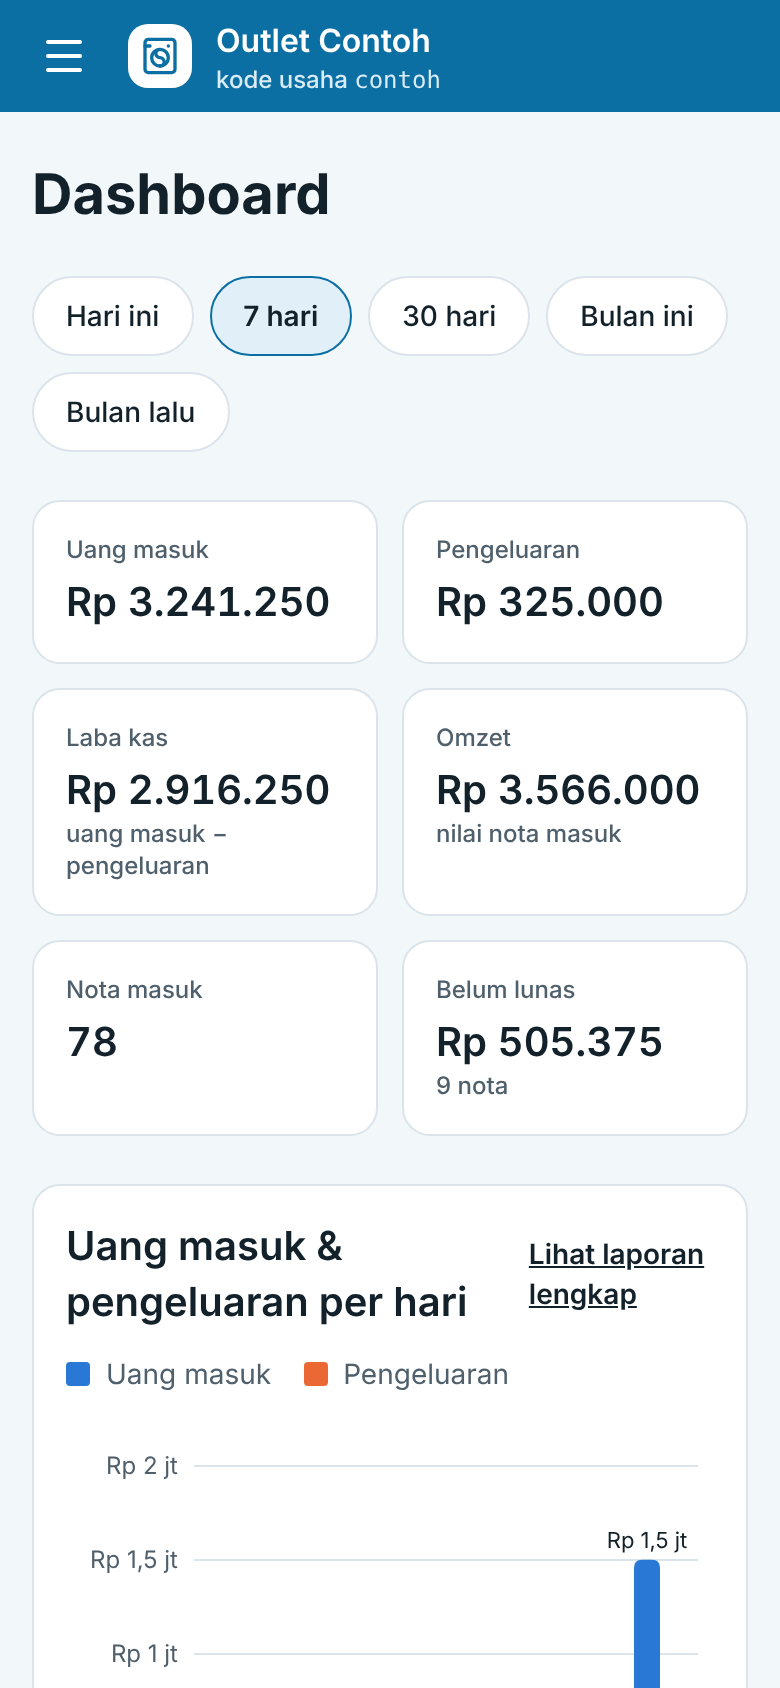 Outlet Contoh
kode usaha contoh
Dashboard
Hari ini
7 hari
30 hari
Bulan ini
Bulan lalu
Uang masuk
Rp 3.241.250
Pengeluaran
Rp 325.000
Laba kas
Rp 2.916.250
uang masuk −
pengeluaran
Omzet
Rp 3.566.000
nilai nota masuk
Nota masuk
78
Belum lunas
Rp 505.375
9 nota
Uang masuk &
pengeluaran per hari
Lihat laporan
lengkap
Uang masuk
Pengeluaran
Rp 2 jt
Rp 1,5 jt
Rp 1,5 jt
Rp 1 jt